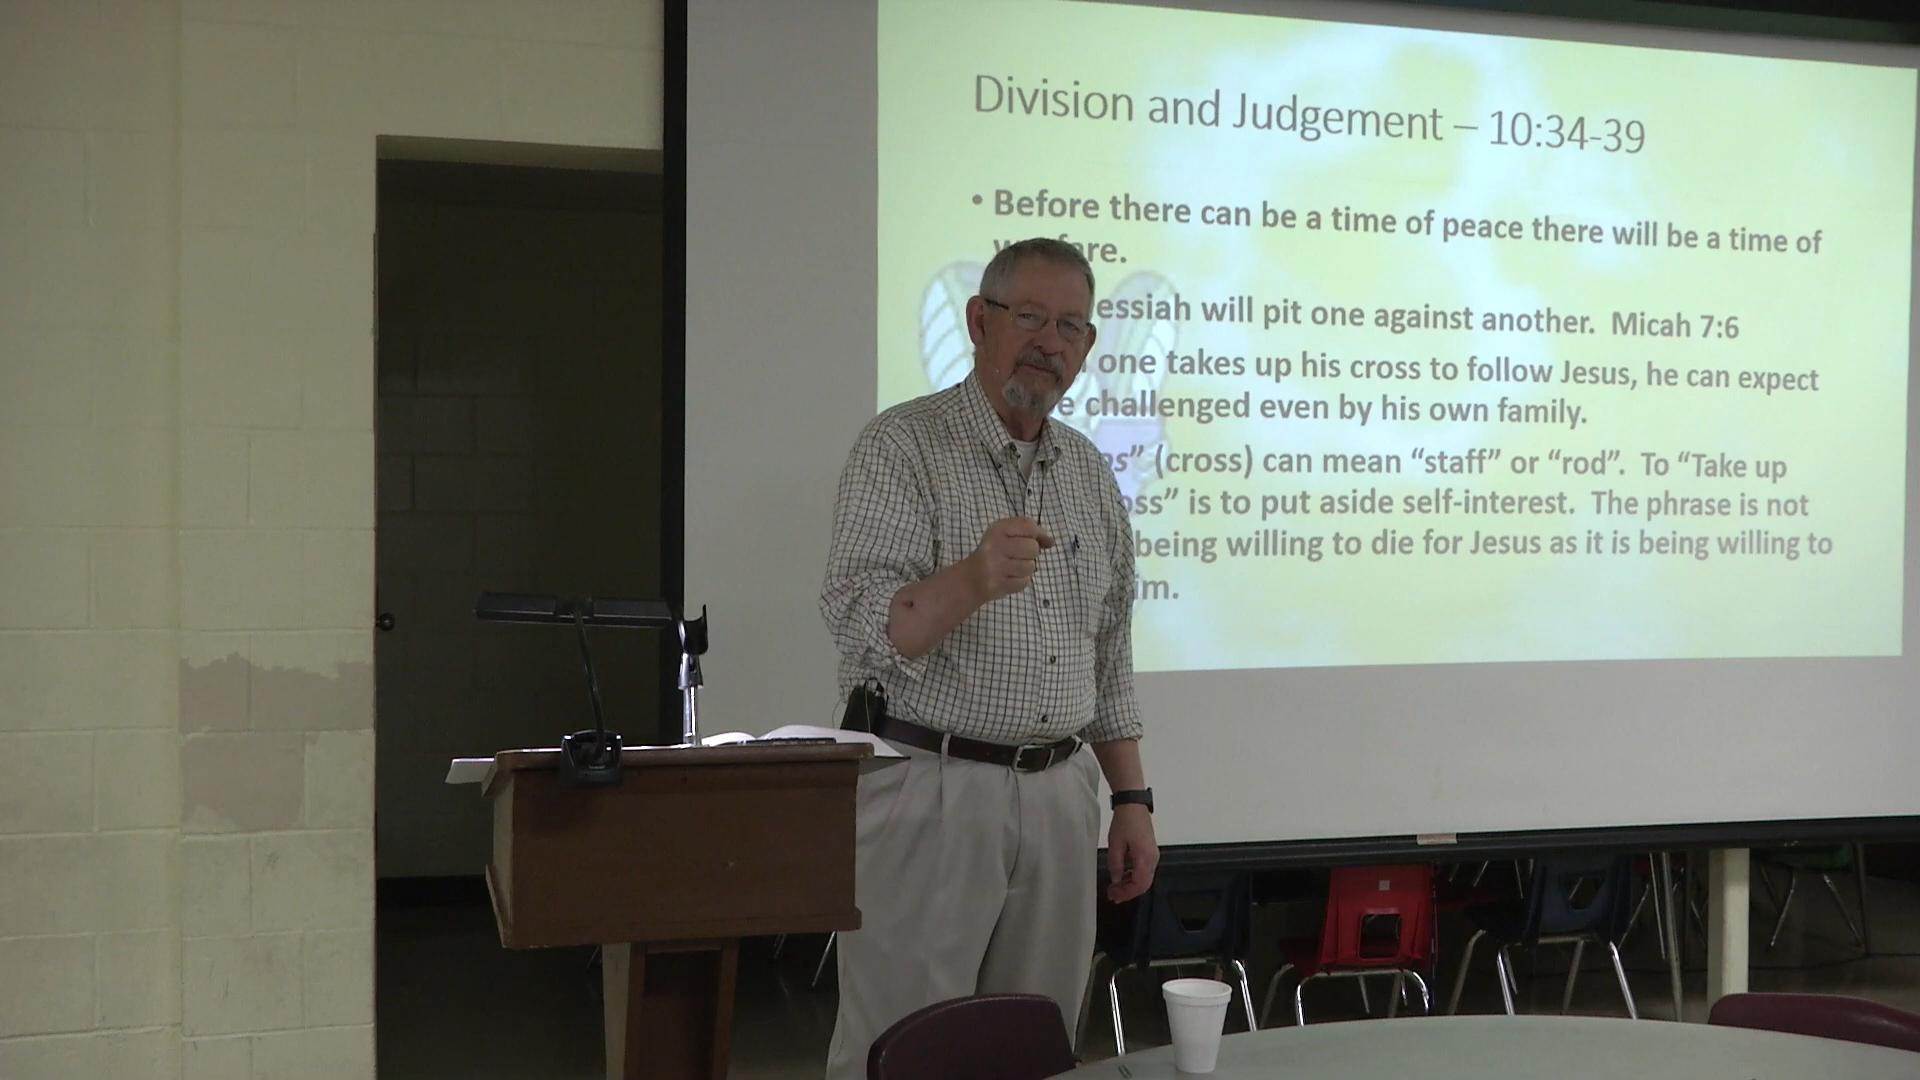 Division and Judgement – 10:34-39
• Before there can be a time of peace there will be a time of
re.
essiah will pit one against another. Micah 7:6
one takes up his cross to follow Jesus, he can expect
e challenged even by his own family.
(cross) can mean “staff” or “rod”. To “Take up
oss” is to put aside self-interest. The phrase is not
being willing to die for Jesus as it is being willing to
im.